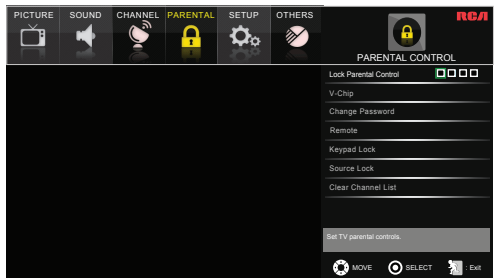 PICTURE SOUND CHANNEL PARENTAL SETUP OTHERS
RCA
PARENTAL CONTROL
Lock Parental Control
V-Chip
Change Password
Remote
Keypad Lock
Source Lock
Clear Channel List
Set TV parental controls.
MOVE SELECT : Exit